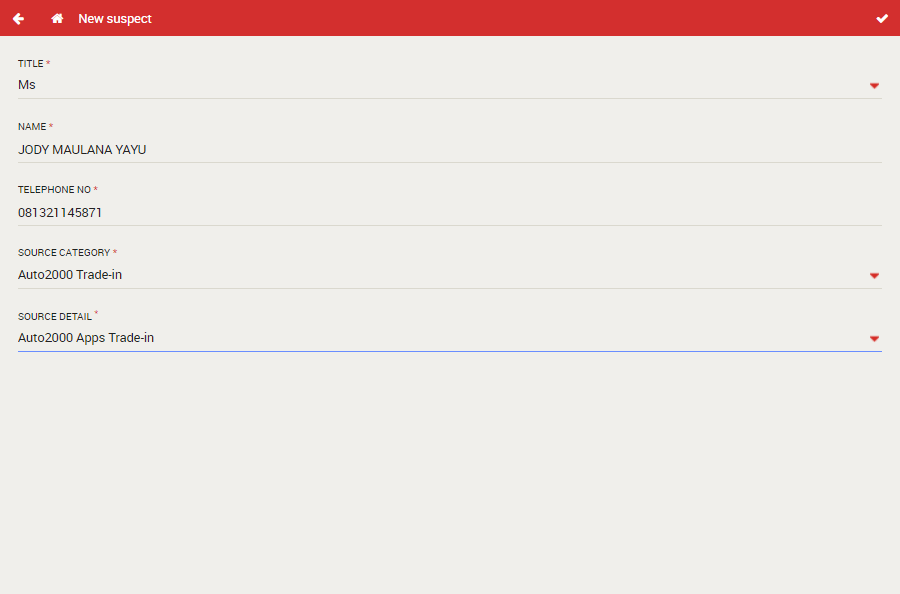 New suspect
TITLE *
Ms
NAME *
JODY MAULANA YAYU
TELEPHONE NO *
081321145871
SOURCE CATEGORY *
Auto2000 Trade-in
SOURCE DETAIL *
Auto2000 Apps Trade-in